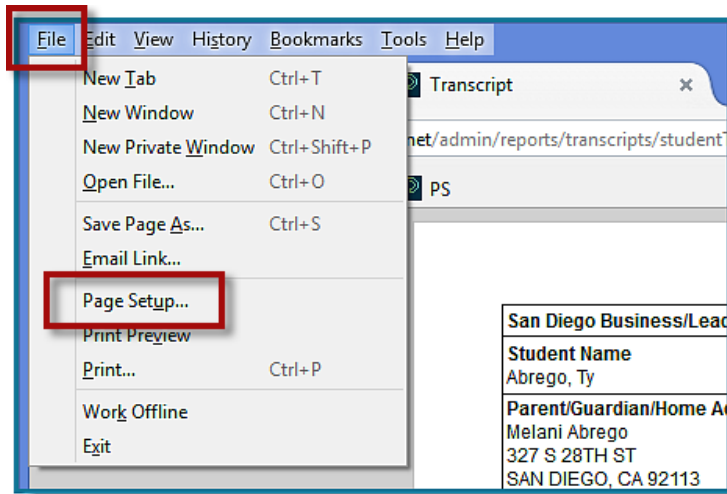 File Edit View History Bookmarks Tools Help
New Tab Ctrl+T
New Window Ctrl+N
New Private Window Ctrl+Shift+P
Open File... Ctrl+O
Save Page As... Ctrl+S
Email Link...
Page Setup...
Print Preview
Print... Ctrl+P
Work Offline
Exit
Transcript
net/admin/reports/transcripts/student
PS
San Diego Business/Lead
Student Name
Abrego, Ty
Parent/Guardian/Home
Melani Abrego
327 S 28TH ST
SAN DIEGO, CA 92113